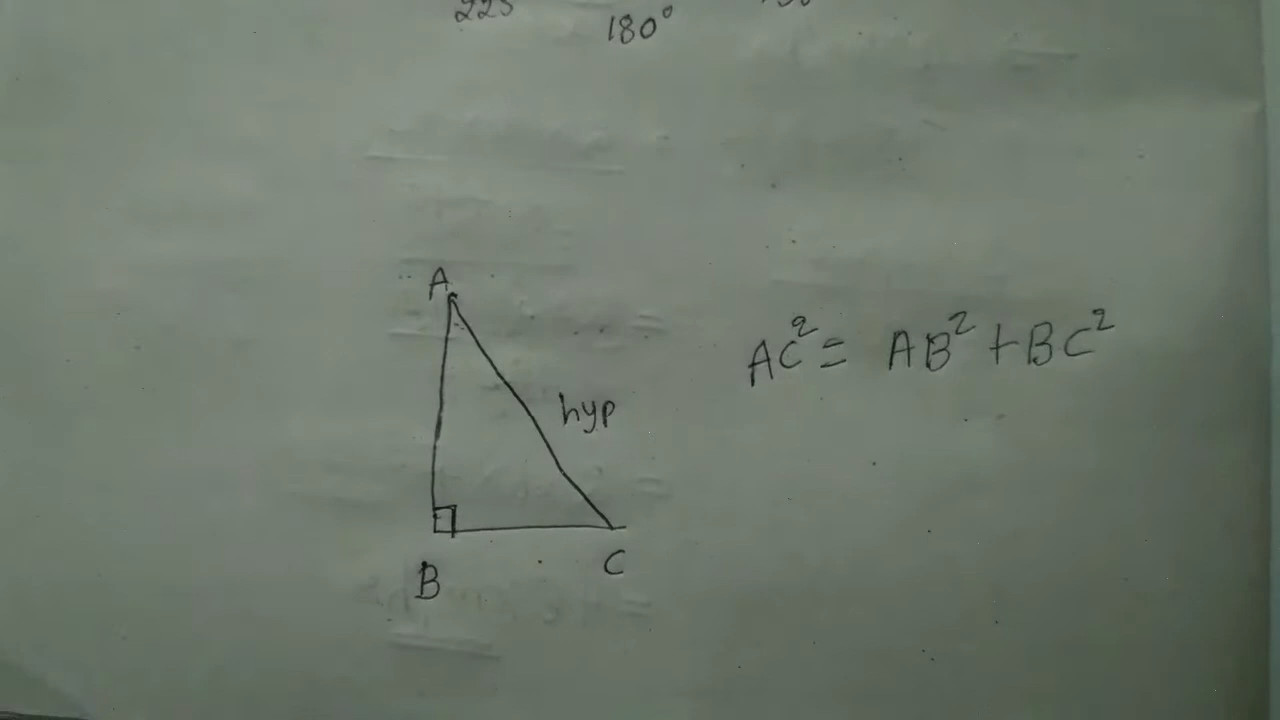 180°
A
AC² = AB² + BC²
hyp
B
C